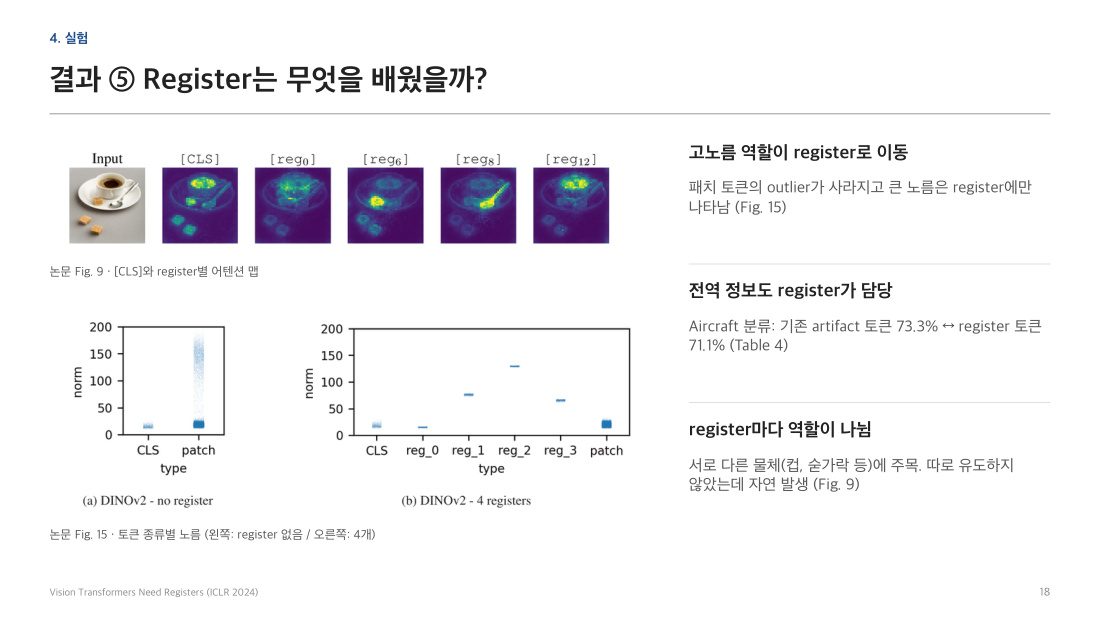 4. 실험
결과 ⑤ Register는 무엇을 배웠을까?
Input [CLS] [reg0] [reg6] [reg8] [reg12]
논문 Fig. 9 · [CLS]와 register별 어텐션 맵
200
150
100
50
0
norm
CLS patch
type
(a) DINOv2 - no register
200
150
100
50
0
norm
CLS reg_0 reg_1 reg_2 reg_3 patch
type
(b) DINOv2 - 4 registers
논문 Fig. 15 · 토큰 종류별 노름 (왼쪽: register 없음 / 오른쪽: 4개)
고노름 역할이 register로 이동
패치 토큰의 outlier가 사라지고 큰 노름은 register에만
나타남 (Fig. 15)
전역 정보도 register가 담당
Aircraft 분류: 기존 artifact 토큰 73.3% ↔ register 토큰
71.1% (Table 4)
register마다 역할이 나뉨
서로 다른 물체(컵, 숟가락 등)에 주목. 따로 유도하지
않았는데 자연 발생 (Fig. 9)
Vision Transformers Need Registers (ICLR 2024)
18